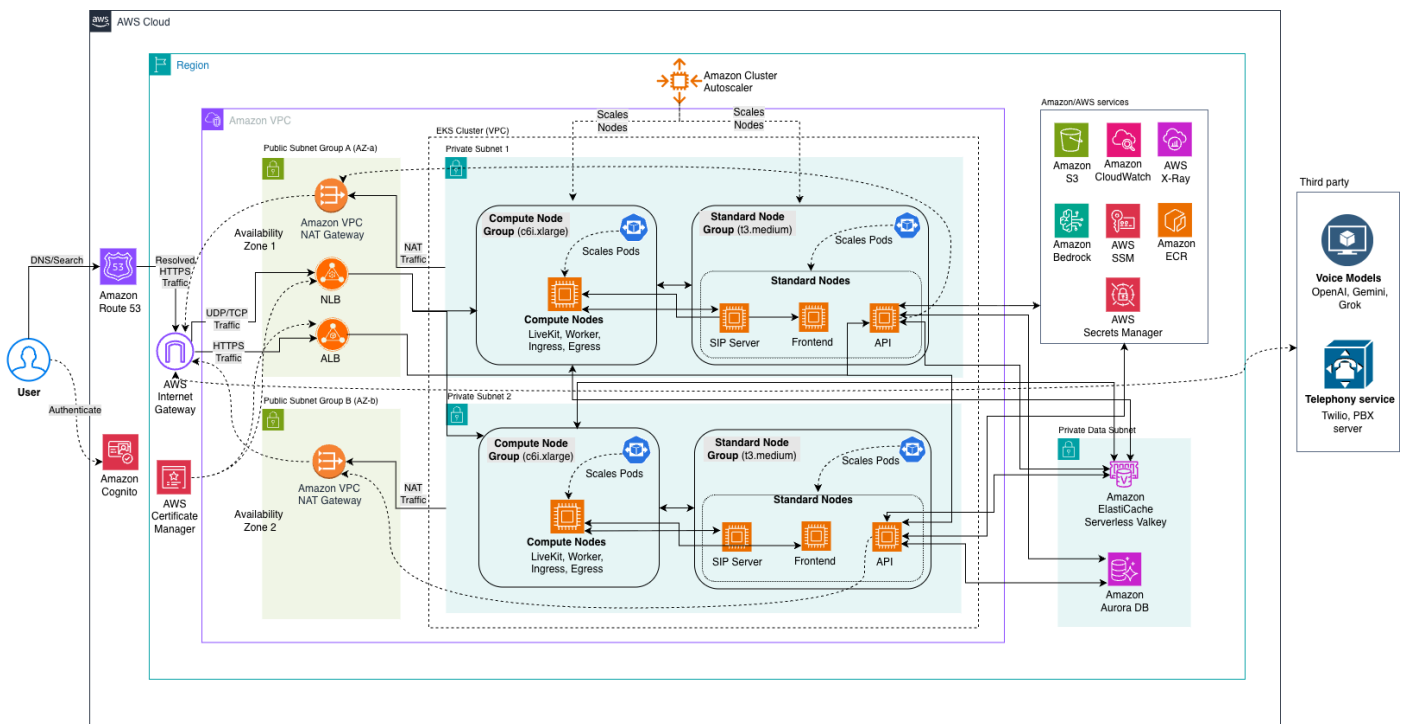 aws
AWS Cloud
Region
Amazon Cluster
Autoscaler
Scales
Nodes
Scales
Nodes
Amazon VPC
EKS Cluster (VPC)
Public Subnet Group A (AZ-a)
Amazon VPC
NAT Gateway
Availability
Zone 1
NLB
ALB
NAT
Traffic
Private Subnet 1
Compute Node
Group (c6i.xlarge)
Scales Pods
Compute Nodes
LiveKit, Worker,
Ingress, Egress
Standard Node
Group (t3.medium)
Scales Pods
Standard Nodes
SIP Server
Frontend
API
Amazon/AWS services
Amazon
S3
Amazon
CloudWatch
AWS
X-Ray
Amazon
Bedrock
AWS
SSM
Amazon
ECR
AWS
Secrets Manager
Third party
Voice Models
OpenAI, Gemini,
Grok
Telephony service
Twilio, PBX
server
DNS/Search
53
Amazon
Route 53
Resolved
HTTPS
Traffic
UDP/TCP
Traffic
HTTPS
Traffic
AWS
Internet
Gateway
User
Authenticate
Amazon
Cognito
AWS
Certificate
Manager
Public Subnet Group B (AZ-b)
Amazon VPC
NAT Gateway
Availability
Zone 2
NAT
Traffic
Private Subnet 2
Compute Node
Group (c6i.xlarge)
Scales Pods
Compute Nodes
LiveKit, Worker,
Ingress, Egress
Standard Node
Group (t3.medium)
Scales Pods
Standard Nodes
SIP Server
Frontend
API
Private Data Subnet
V
Amazon
ElastiCache
Serverless Valkey
Amazon
Aurora DB